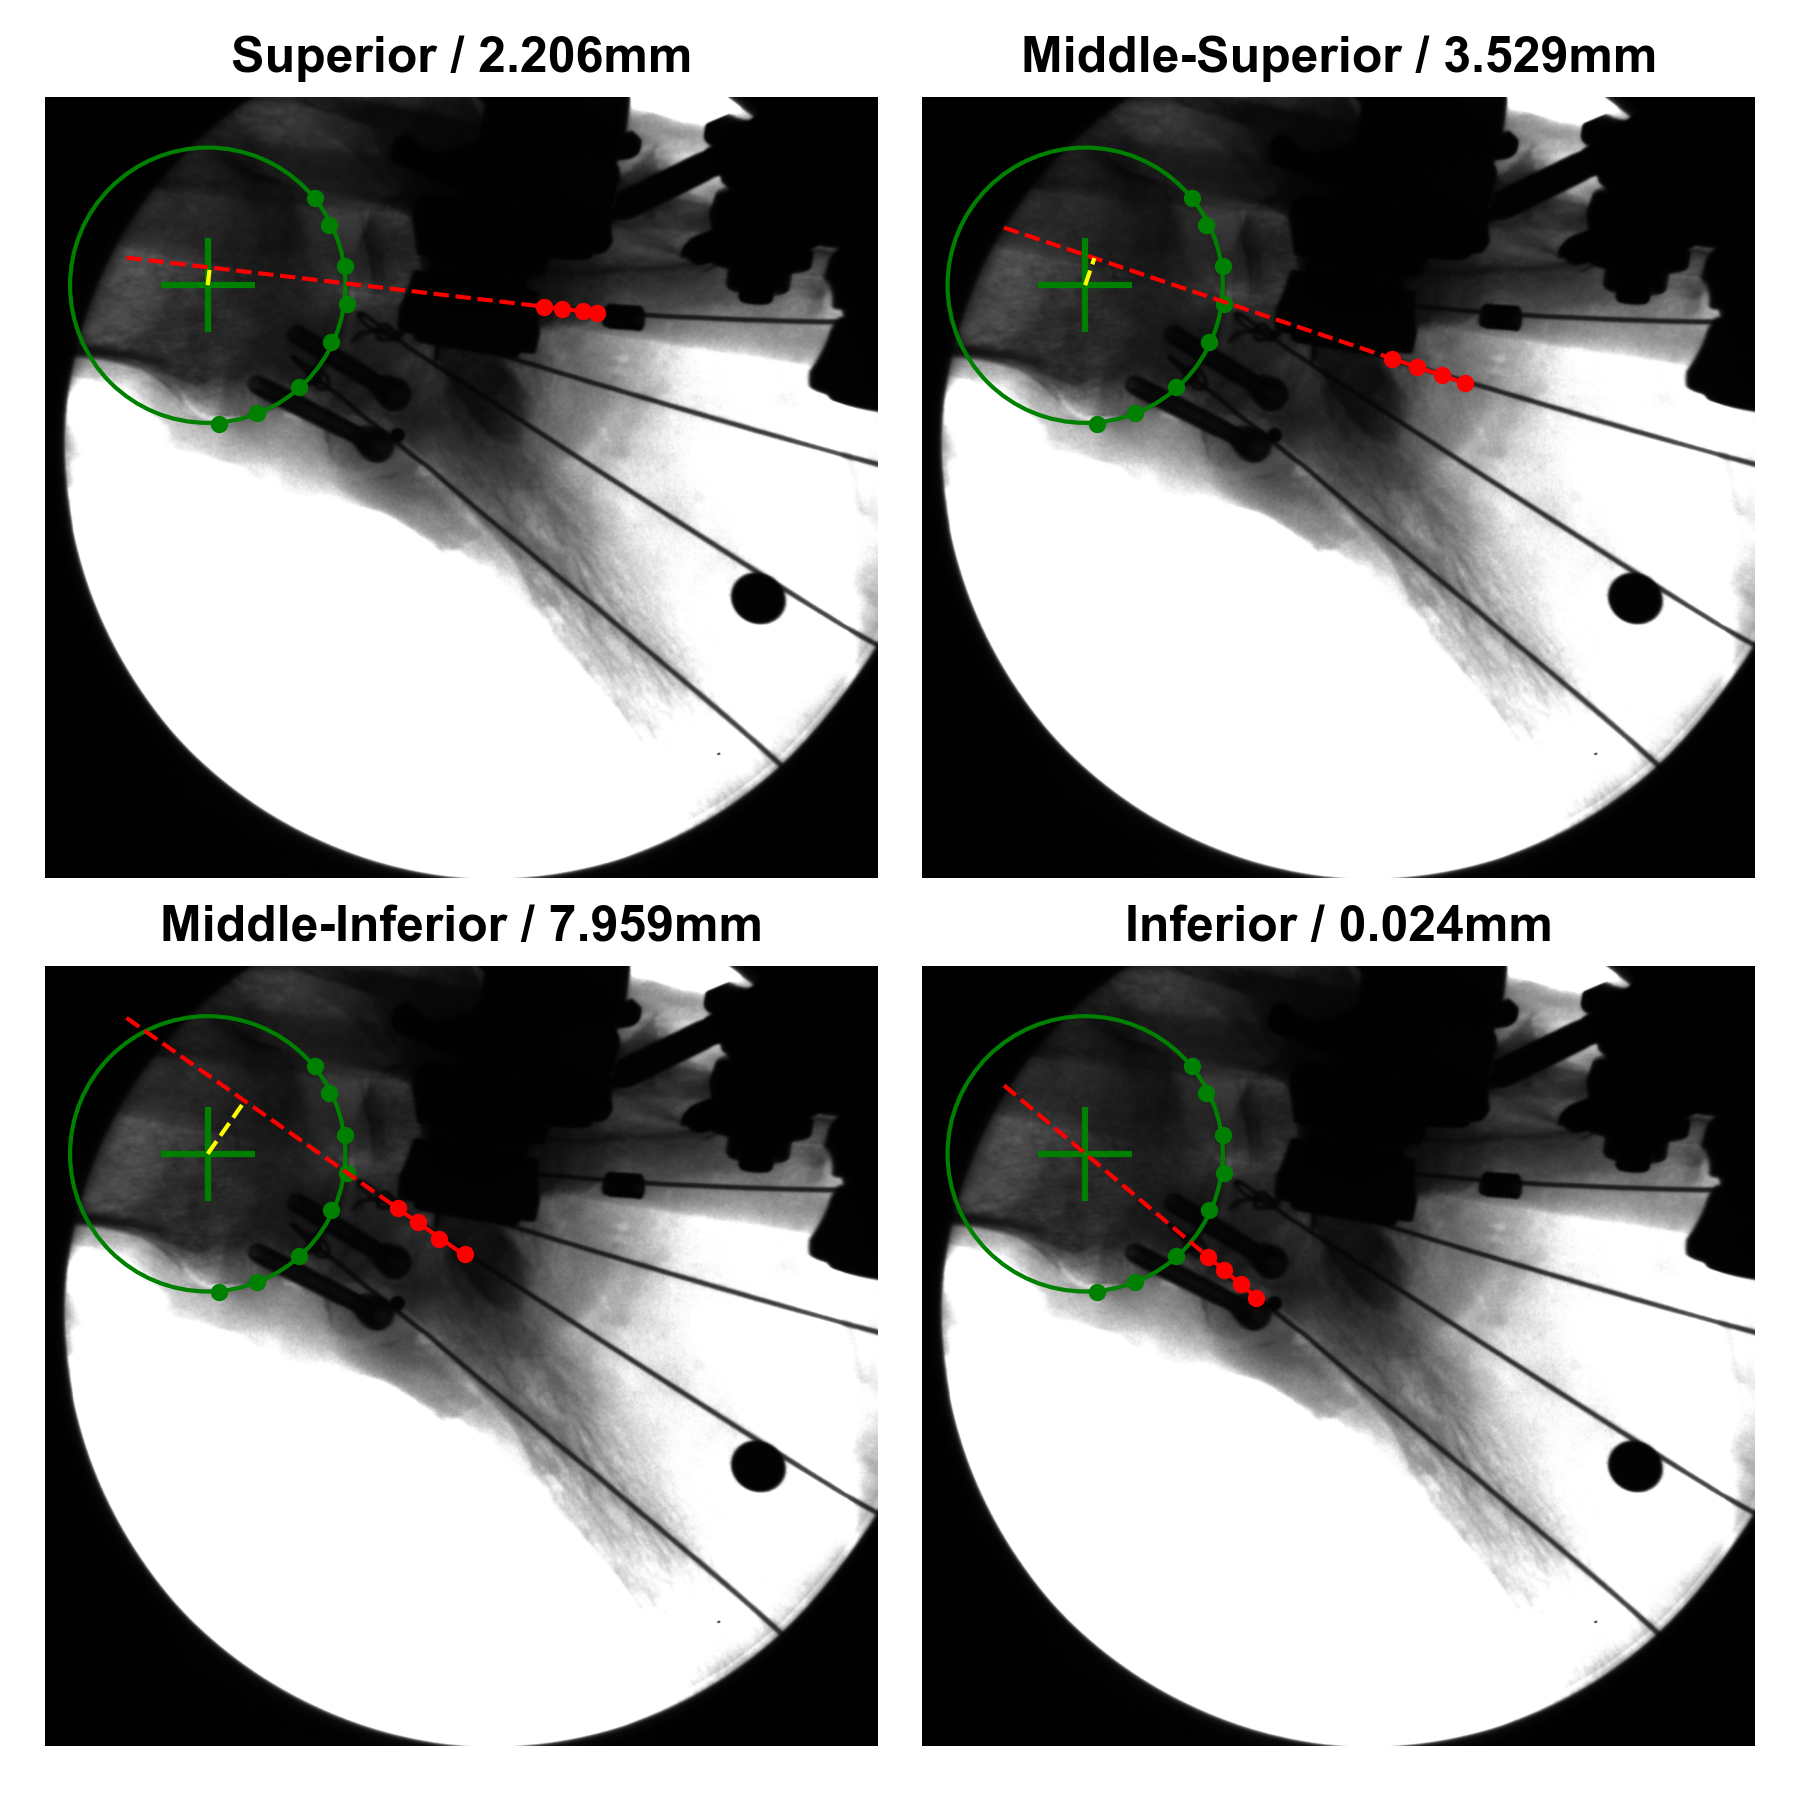 Superior / 2.206mm
Middle-Superior / 3.529mm
Middle-Inferior / 7.959mm
Inferior / 0.024mm